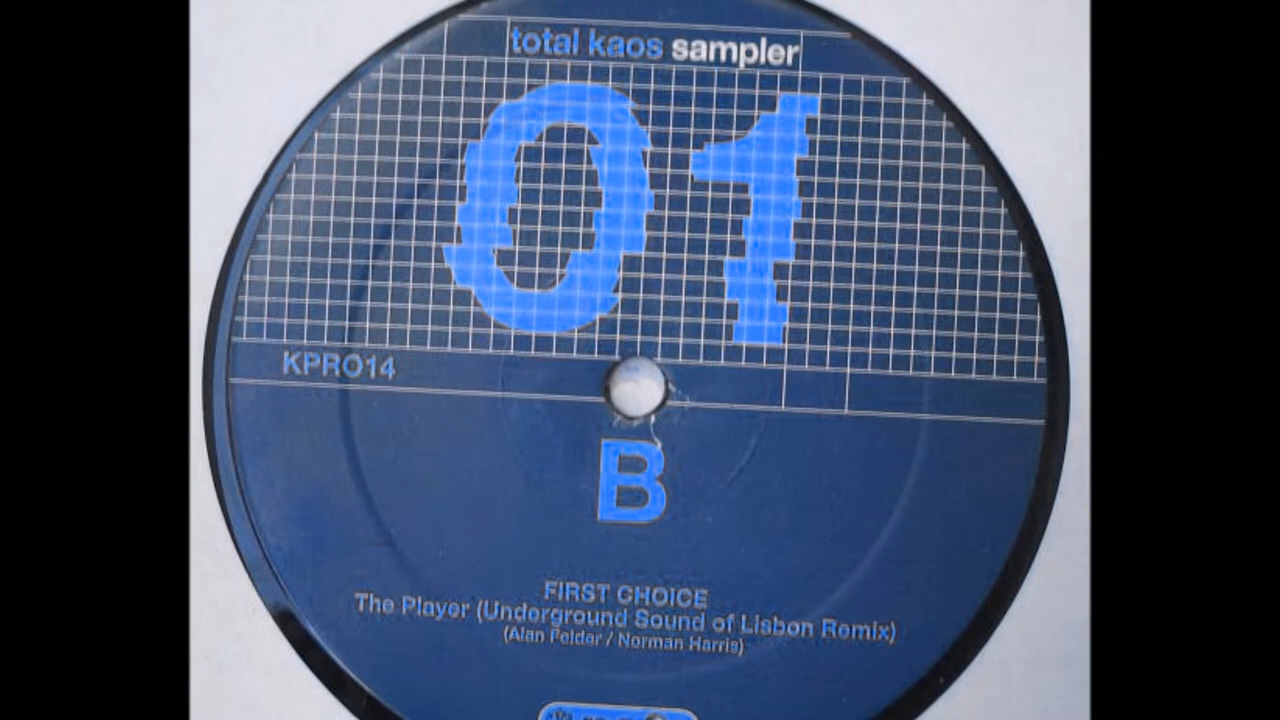 total kaos sampler
01
KPRO14
B
FIRST CHOICE
The Player (Underground Sound of Lisbon Remix)
(Alan Felder / Norman Harris)